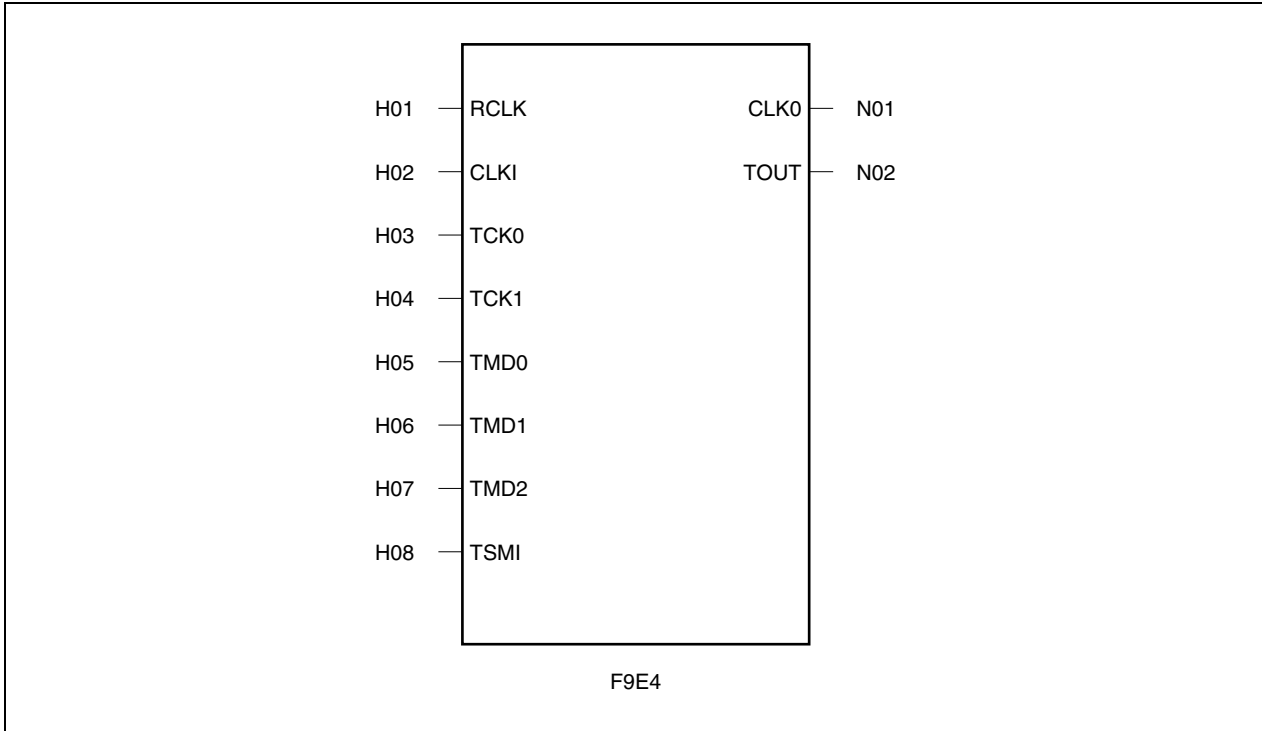 H01 RCLK CLK0 N01
H02 CLKI TOUT N02
H03 TCK0
H04 TCK1
H05 TMD0
H06 TMD1
H07 TMD2
H08 TSMI
F9E4